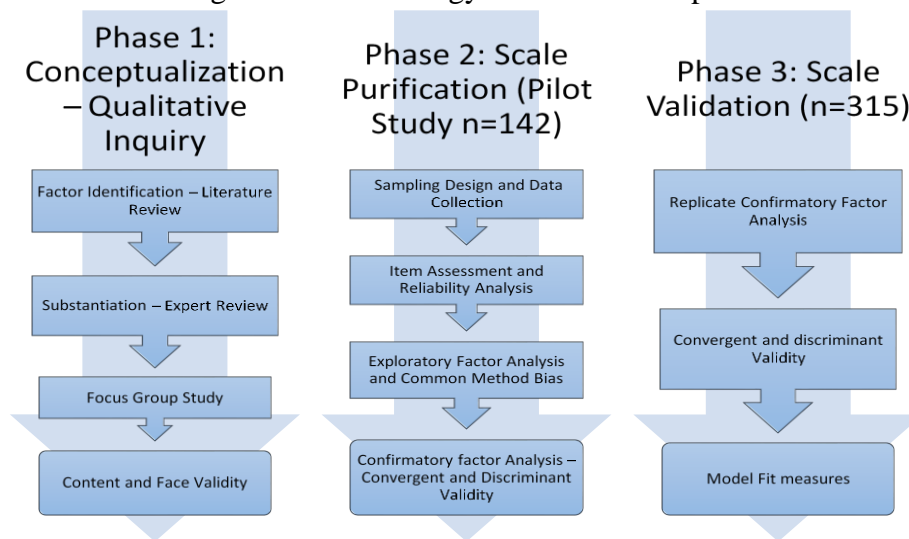 Phase 1:
Conceptualization
– Qualitative
Inquiry
Factor Identification – Literature
Review
Substantiation – Expert Review
Focus Group Study
Content and Face Validity
Phase 2: Scale
Purification (Pilot
Study n=142)
Sampling Design and Data
Collection
Item Assessment and
Reliability Analysis
Exploratory Factor Analysis
and Common Method Bias
Confirmatory factor Analysis –
Convergent and Discriminant
Validity
Phase 3: Scale
Validation (n=315)
Replicate Confirmatory Factor
Analysis
Convergent and discriminant
Validity
Model Fit measures